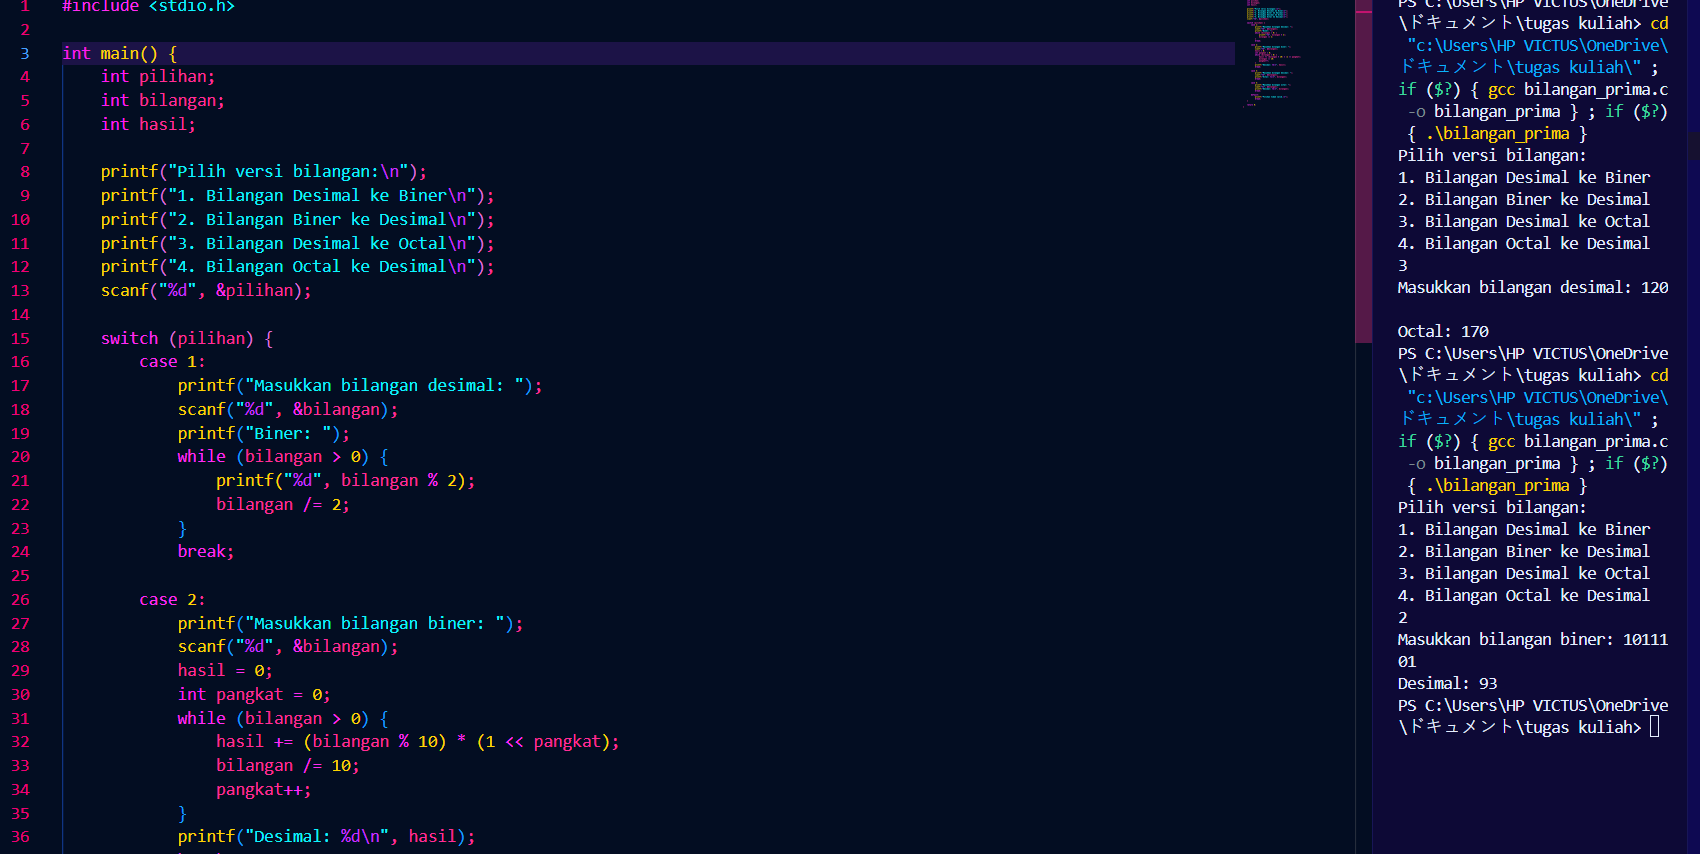 1 #include <stdio.h>
2
3 int main() {
4 int pilihan;
5 int bilangan;
6 int hasil;
7
8 printf("Pilih versi bilangan:\n");
9 printf("1. Bilangan Desimal ke Biner\n");
10 printf("2. Bilangan Biner ke Desimal\n");
11 printf("3. Bilangan Desimal ke Octal\n");
12 printf("4. Bilangan Octal ke Desimal\n");
13 scanf("%d", &pilihan);
14
15 switch (pilihan) {
16 case 1:
17 printf("Masukkan bilangan desimal: ");
18 scanf("%d", &bilangan);
19 printf("Biner: ");
20 while (bilangan > 0) {
21 printf("%d", bilangan % 2);
22 bilangan /= 2;
23 }
24 break;
25
26 case 2:
27 printf("Masukkan bilangan biner: ");
28 scanf("%d", &bilangan);
29 hasil = 0;
30 int pangkat = 0;
31 while (bilangan > 0) {
32 hasil += (bilangan % 10) * (1 << pangkat);
33 bilangan /= 10;
34 pangkat++;
35 }
36 printf("Desimal: %d\n", hasil);
PS C:\Users\HP VICTUS\OneDrive
\ドキュメント\tugas kuliah> cd
"c:\Users\HP VICTUS\OneDrive\
ドキュメント\tugas kuliah\" ;
if ($?) { gcc bilangan_prima.c
-o bilangan_prima } ; if ($?)
{ .\bilangan_prima }
Pilih versi bilangan:
1. Bilangan Desimal ke Biner
2. Bilangan Biner ke Desimal
3. Bilangan Desimal ke Octal
4. Bilangan Octal ke Desimal
3
Masukkan bilangan desimal: 120

Octal: 170
PS C:\Users\HP VICTUS\OneDrive
\ドキュメント\tugas kuliah> cd
"c:\Users\HP VICTUS\OneDrive\
ドキュメント\tugas kuliah\" ;
if ($?) { gcc bilangan_prima.c
-o bilangan_prima } ; if ($?)
{ .\bilangan_prima }
Pilih versi bilangan:
1. Bilangan Desimal ke Biner
2. Bilangan Biner ke Desimal
3. Bilangan Desimal ke Octal
4. Bilangan Octal ke Desimal
2
Masukkan bilangan biner: 10111
01
Desimal: 93
PS C:\Users\HP VICTUS\OneDrive
\ドキュメント\tugas kuliah>